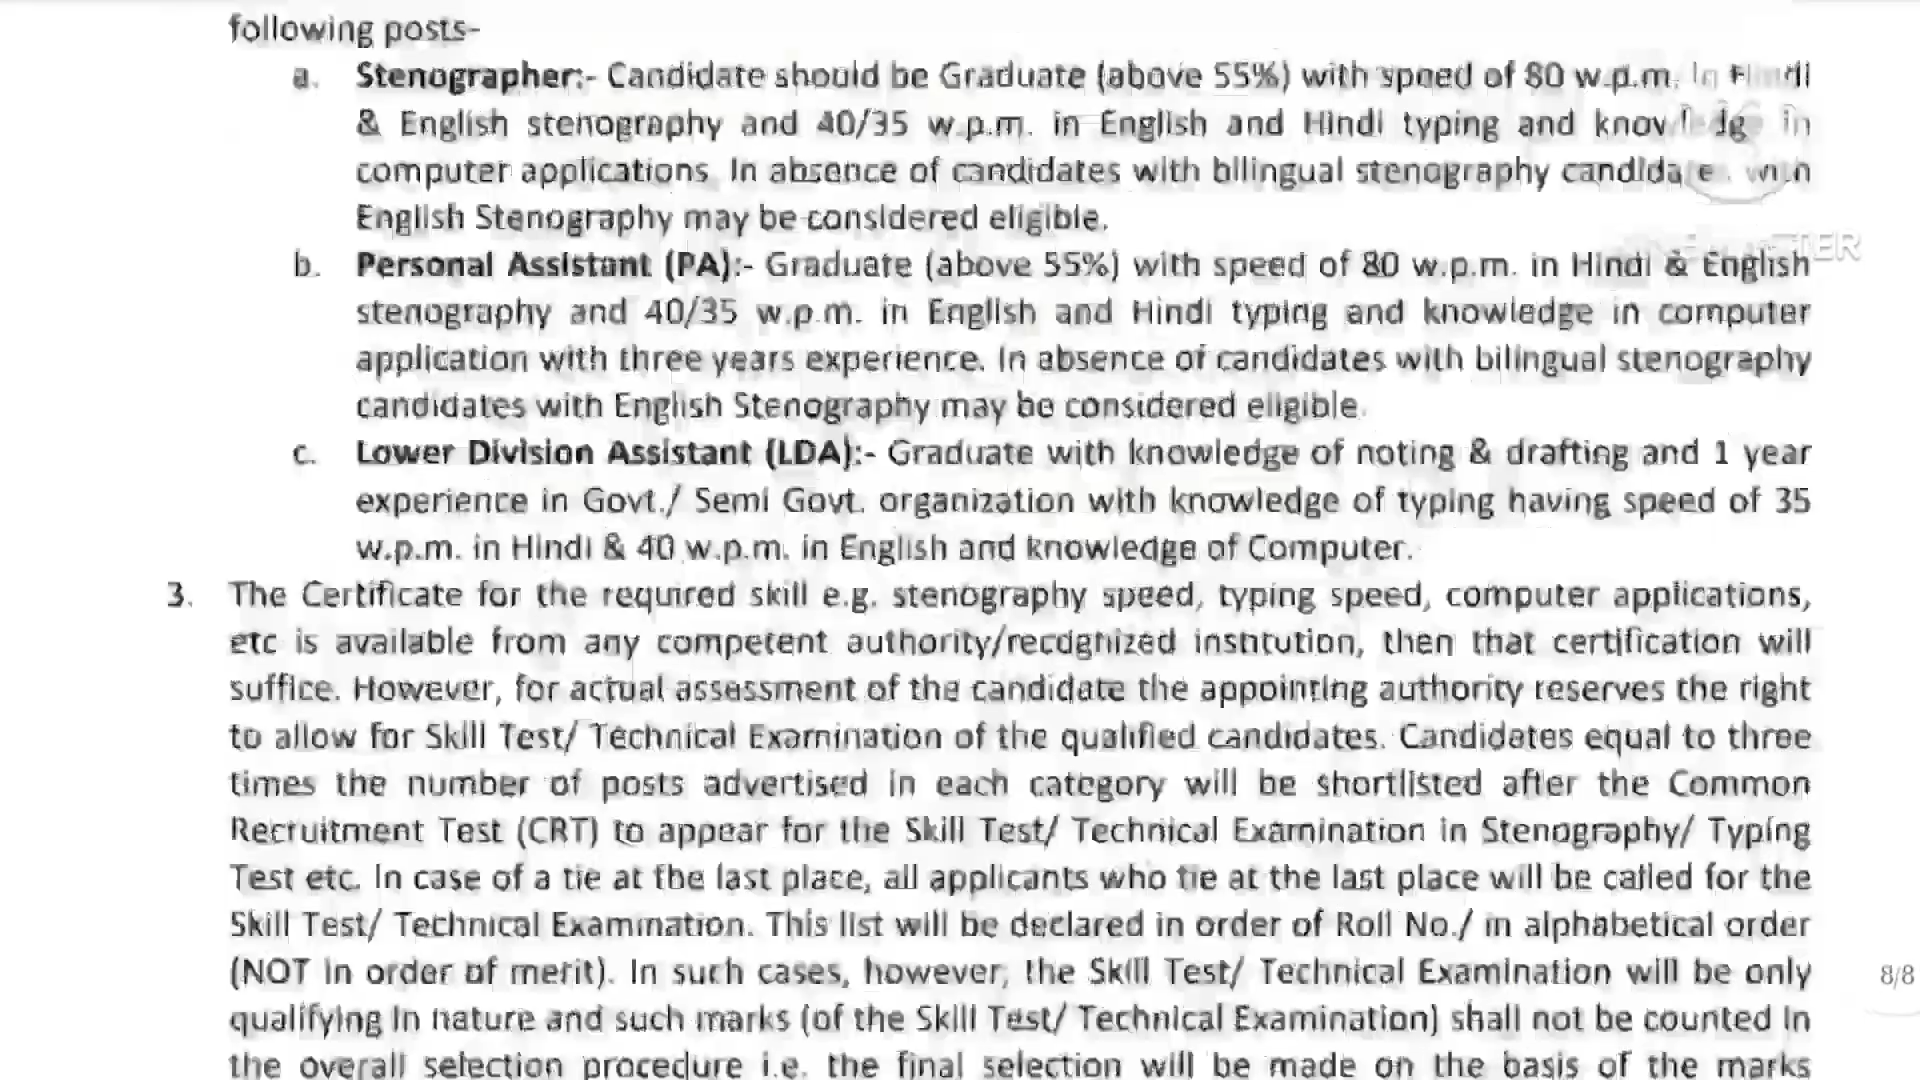 following posts-
a. Stenographer:- Candidate should be Graduate (above 55%) with speed of 80 w.p.m. in Hindi
& English stenography and 40/35 w.p.m. in English and Hindi typing and knowledge in
computer applications. In absence of candidates with bilingual stenography candidates with
English Stenography may be considered eligible.
b. Personal Assistant (PA):- Graduate (above 55%) with speed of 80 w.p.m. in Hindi & English
stenography and 40/35 w.p.m. in English and Hindi typing and knowledge in computer
application with three years experience. In absence of candidates with bilingual stenography
candidates with English Stenography may be considered eligible.
c. Lower Division Assistant (LDA):- Graduate with knowledge of noting & drafting and 1 year
experience in Govt./ Semi Govt. organization with knowledge of typing having speed of 35
w.p.m. in Hindi & 40 w.p.m. in English and knowledge of Computer.
3. The Certificate for the required skill e.g. stenography speed, typing speed, computer applications,
etc is available from any competent authority/recognized institution, then that certification will
suffice. However, for actual assessment of the candidate the appointing authority reserves the right
to allow for Skill Test/ Technical Examination of the qualified candidates. Candidates equal to three
times the number of posts advertised in each category will be shortlisted after the Common
Recruitment Test (CRT) to appear for the Skill Test/ Technical Examination in Stenography/ Typing
Test etc. In case of a tie at the last place, all applicants who tie at the last place will be called for the
Skill Test/ Technical Examination. This list will be declared in order of Roll No./ in alphabetical order
(NOT in order of merit). In such cases, however, the Skill Test/ Technical Examination will be only
8/8
qualifying in nature and such marks (of the Skill Test/ Technical Examination) shall not be counted in
the overall selection procedure i.e. the final selection will be made on the basis of the marks